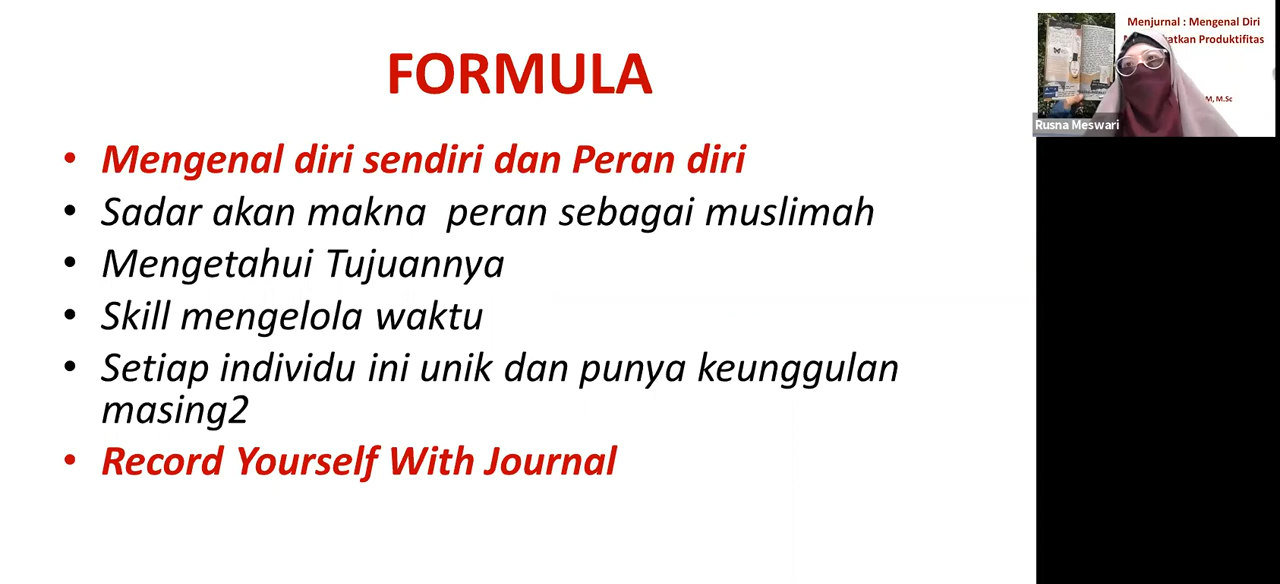 FORMULA
• Mengenal diri sendiri dan Peran diri
• Sadar akan makna peran sebagai muslimah
• Mengetahui Tujuannya
• Skill mengelola waktu
• Setiap individu ini unik dan punya keunggulan
masing2
• Record Yourself With Journal
Menjurnal : Mengenal Diri
Produktifitas
M, M.Sc
Rusna Meswari